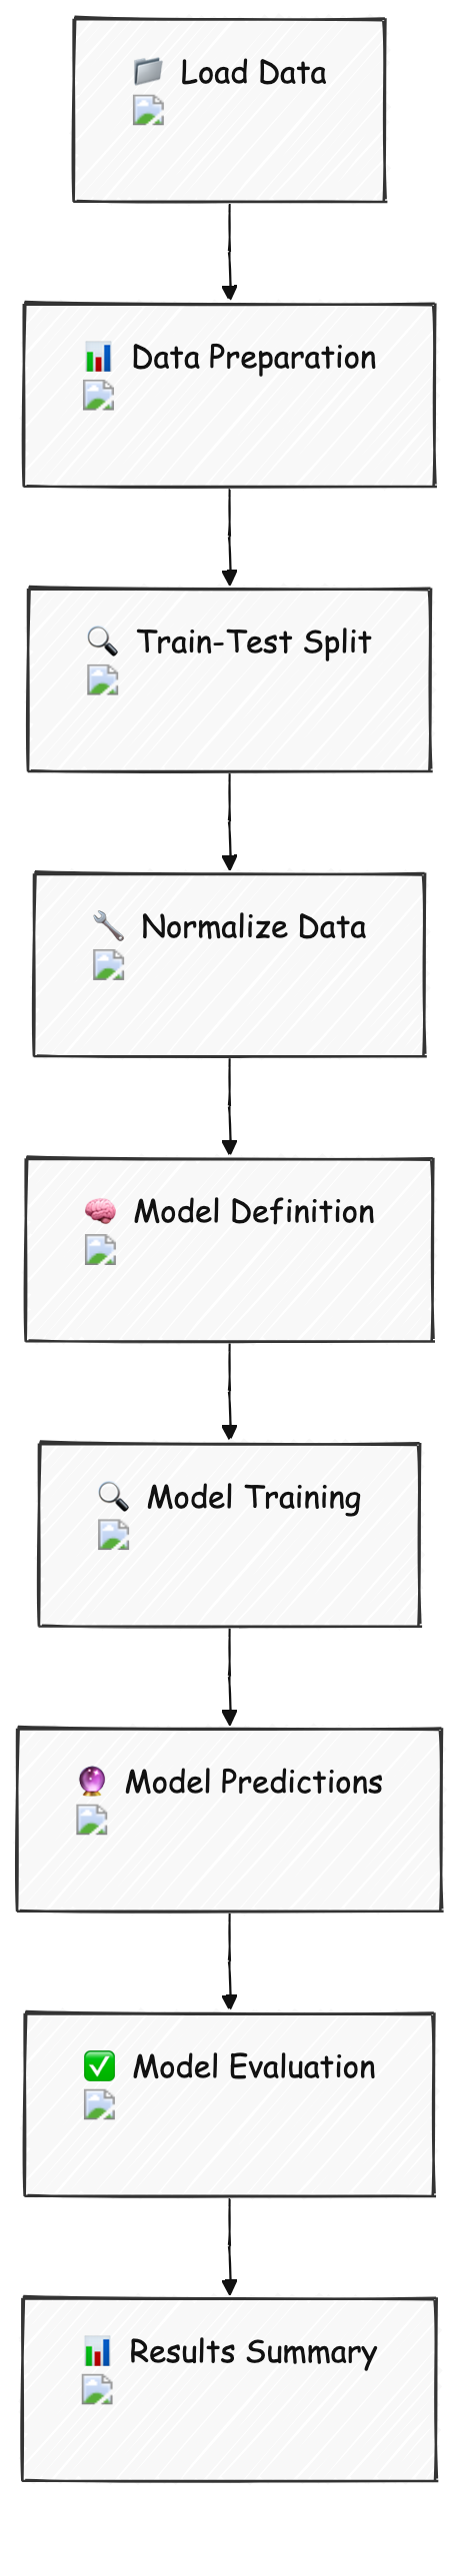 📁 Load Data
📊 Data Preparation
🔍 Train-Test Split
🔧 Normalize Data
🧠 Model Definition
🔍 Model Training
🔮 Model Predictions
✅ Model Evaluation
📊 Results Summary